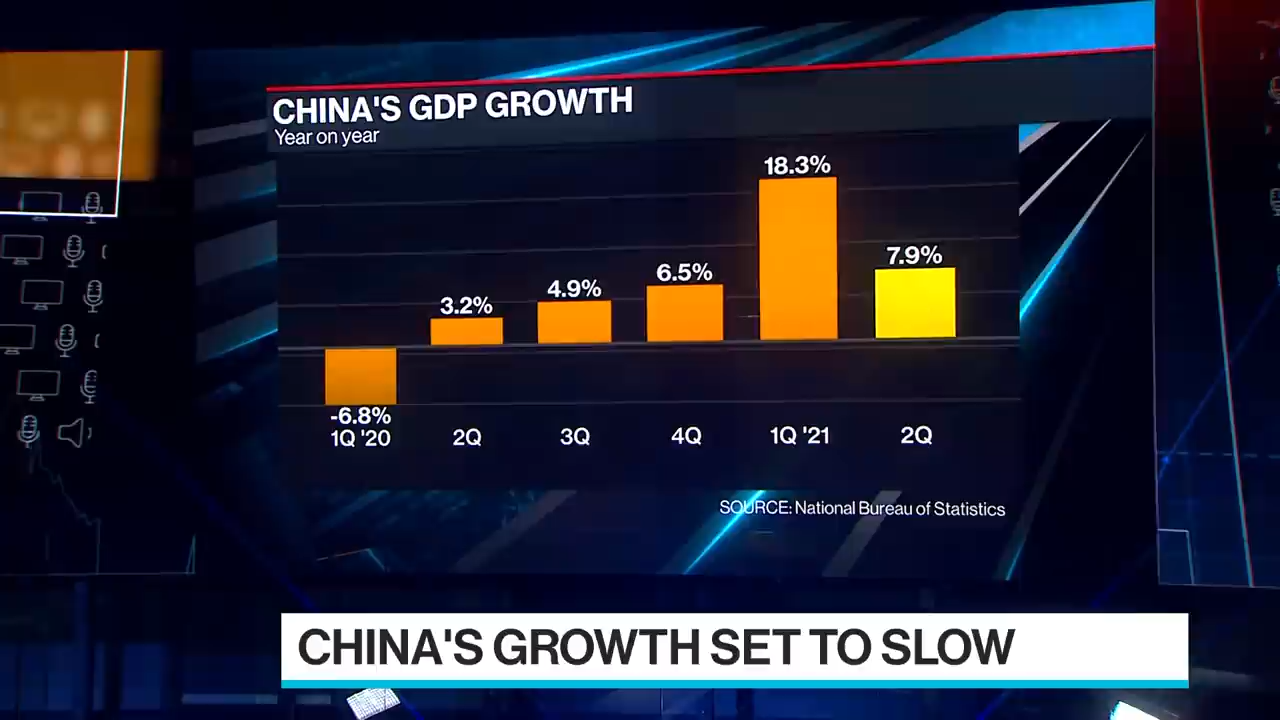 CHINA'S GDP GROWTH
Year on year
18.3%
7.9%
6.5%
4.9%
3.2%
-6.8%
1Q '20 2Q 3Q 4Q 1Q '21 2Q
SOURCE: National Bureau of Statistics
CHINA'S GROWTH SET TO SLOW